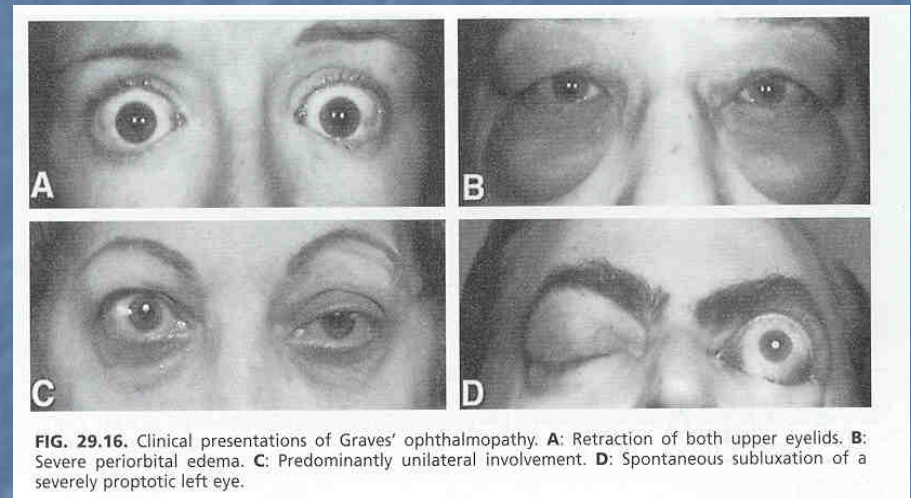 A
B
C
D
FIG. 29.16. Clinical presentations of Graves' ophthalmopathy. A: Retraction of both upper eyelids. B:
Severe periorbital edema. C: Predominantly unilateral involvement. D: Spontaneous subluxation of a
severely proptotic left eye.